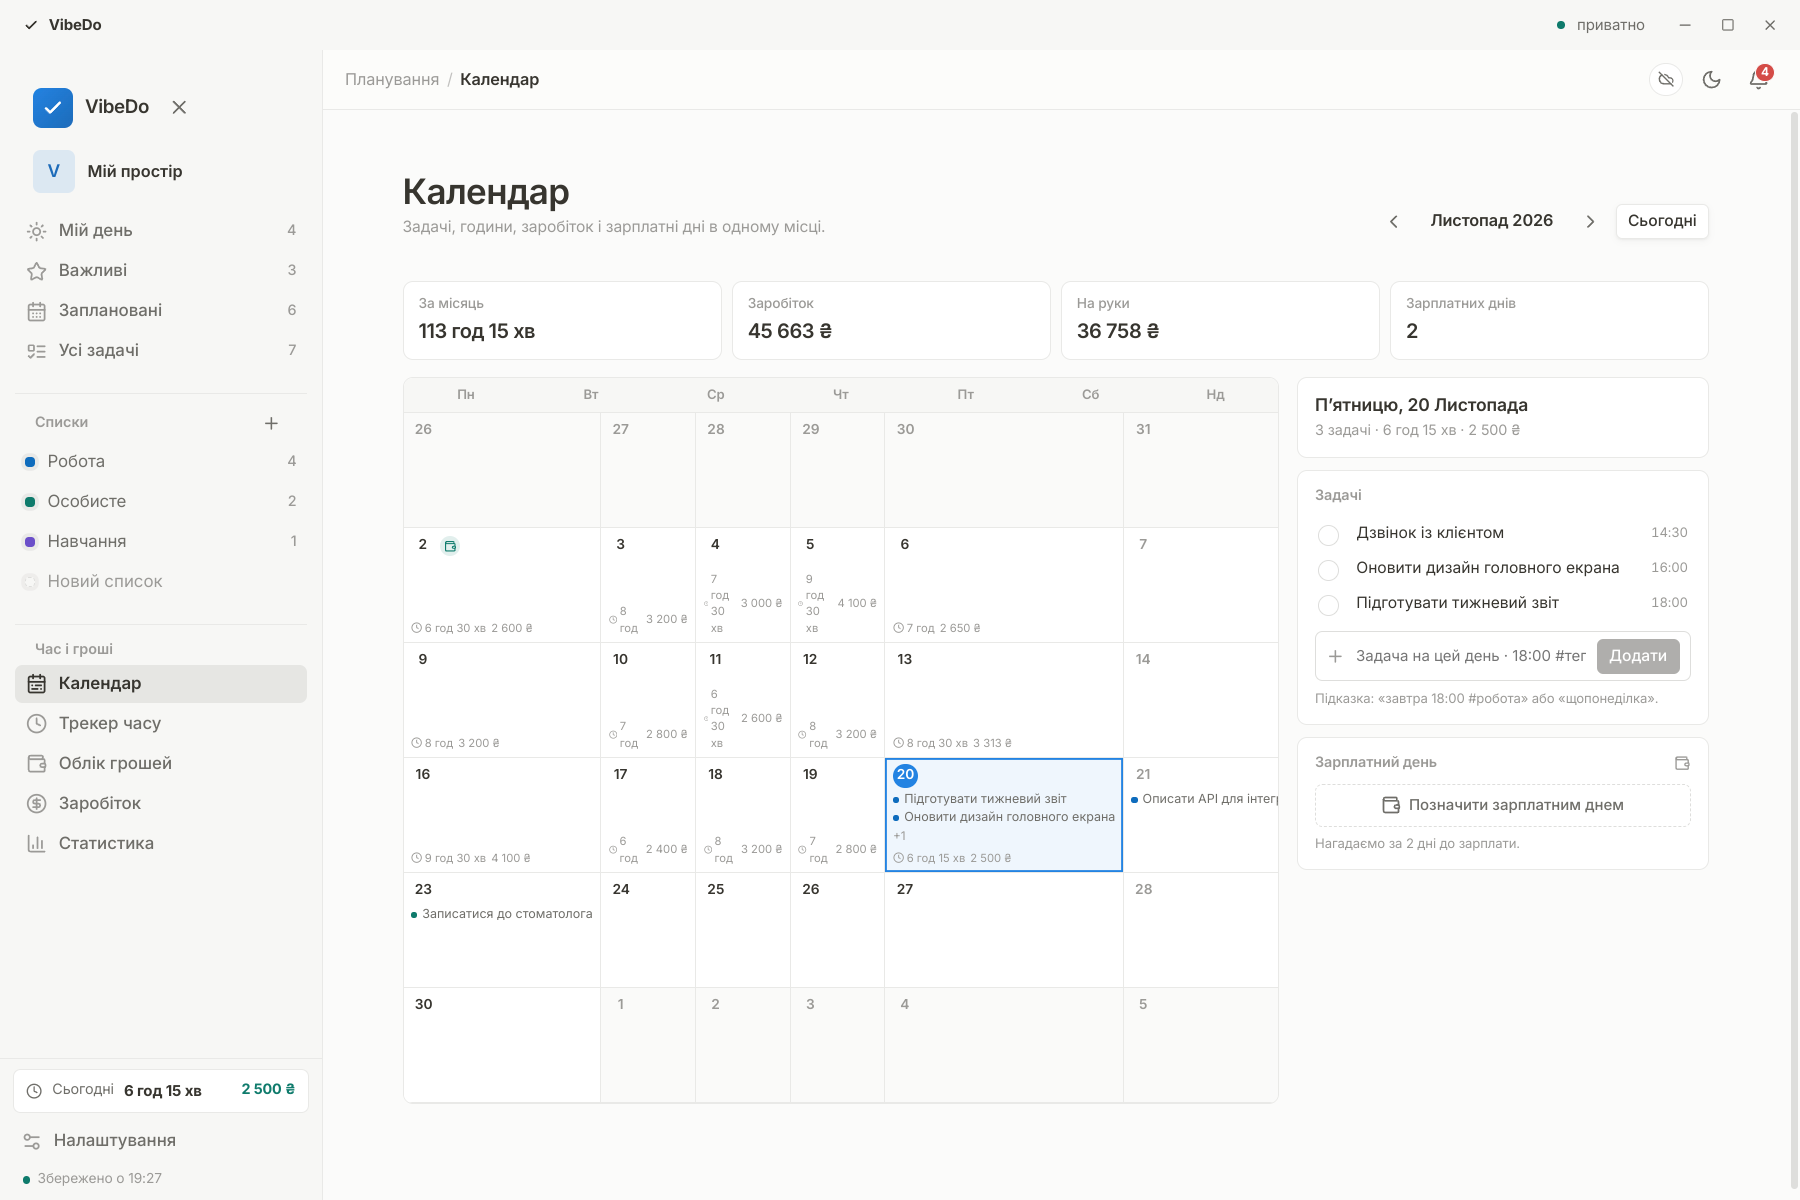 VibeDo
приватно
VibeDo
V Мій простір
Мій день 4
Важливі 3
Заплановані 6
Усі задачі 7
Списки
Робота 4
Особисте 2
Навчання 1
Новий список
Час і гроші
Календар
Трекер часу
Облік грошей
Заробіток
Статистика
Сьогодні 6 год 15 хв 2 500 ₴
Налаштування
Збережено о 19:27
Планування / Календар
4
Календар
Задачі, години, заробіток і зарплатні дні в одному місці.
Листопад 2026
Сьогодні
За місяць
113 год 15 хв
Заробіток
45 663 ₴
На руки
36 758 ₴
Зарплатних днів
2
Пн Вт Ср Чт Пт Сб Нд
26 27 28 29 30 31
2 3 4 5 6 7
6 год 30 хв 2 600 ₴
8 год 3 200 ₴
7 год 30 хв 3 000 ₴
9 год 30 хв 4 100 ₴
7 год 2 650 ₴
9 10 11 12 13 14
8 год 3 200 ₴
7 год 2 800 ₴
6 год 30 хв 2 600 ₴
8 год 3 200 ₴
8 год 30 хв 3 313 ₴
16 17 18 19 20 21
9 год 30 хв 4 100 ₴
6 год 2 400 ₴
8 год 3 200 ₴
7 год 2 800 ₴
Підготувати тижневий звіт
Оновити дизайн головного екрана
+1
6 год 15 хв 2 500 ₴
Описати API для
23 24 25 26 27 28
Записатися до стоматолога
30 1 2 3 4 5
П’ятницю, 20 Листопада
3 задачі · 6 год 15 хв · 2 500 ₴
Задачі
Дзвінок із клієнтом 14:30
Оновити дизайн головного екрана 16:00
Підготувати тижневий звіт 18:00
Задача на цей день · 18:00 #тег Додати
Підказка: «завтра 18:00 #робота» або «щопонеділка».
Зарплатний день
Позначити зарплатним днем
Нагадаємо за 2 дні до зарплати.